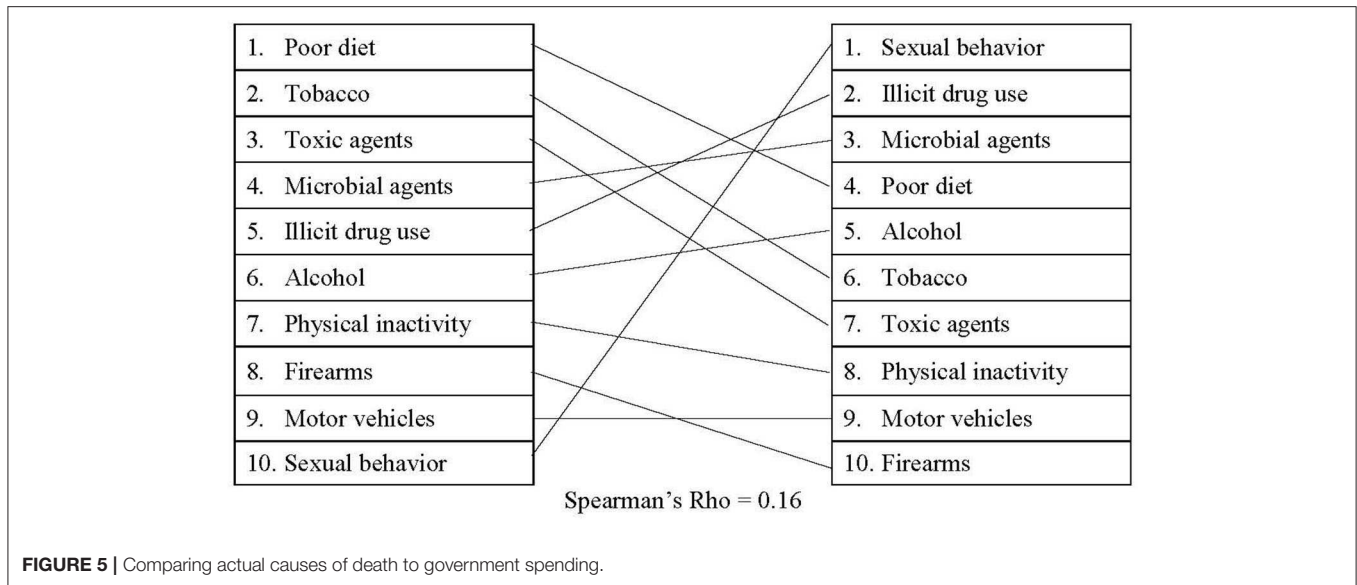 1. Poor diet
2. Tobacco
3. Toxic agents
4. Microbial agents
5. Illicit drug use
6. Alcohol
7. Physical inactivity
8. Firearms
9. Motor vehicles
10. Sexual behavior
1. Sexual behavior
2. Illicit drug use
3. Microbial agents
4. Poor diet
5. Alcohol
6. Tobacco
7. Toxic agents
8. Physical inactivity
9. Motor vehicles
10. Firearms
Spearman's Rho = 0.16
FIGURE 5 | Comparing actual causes of death to government spending.